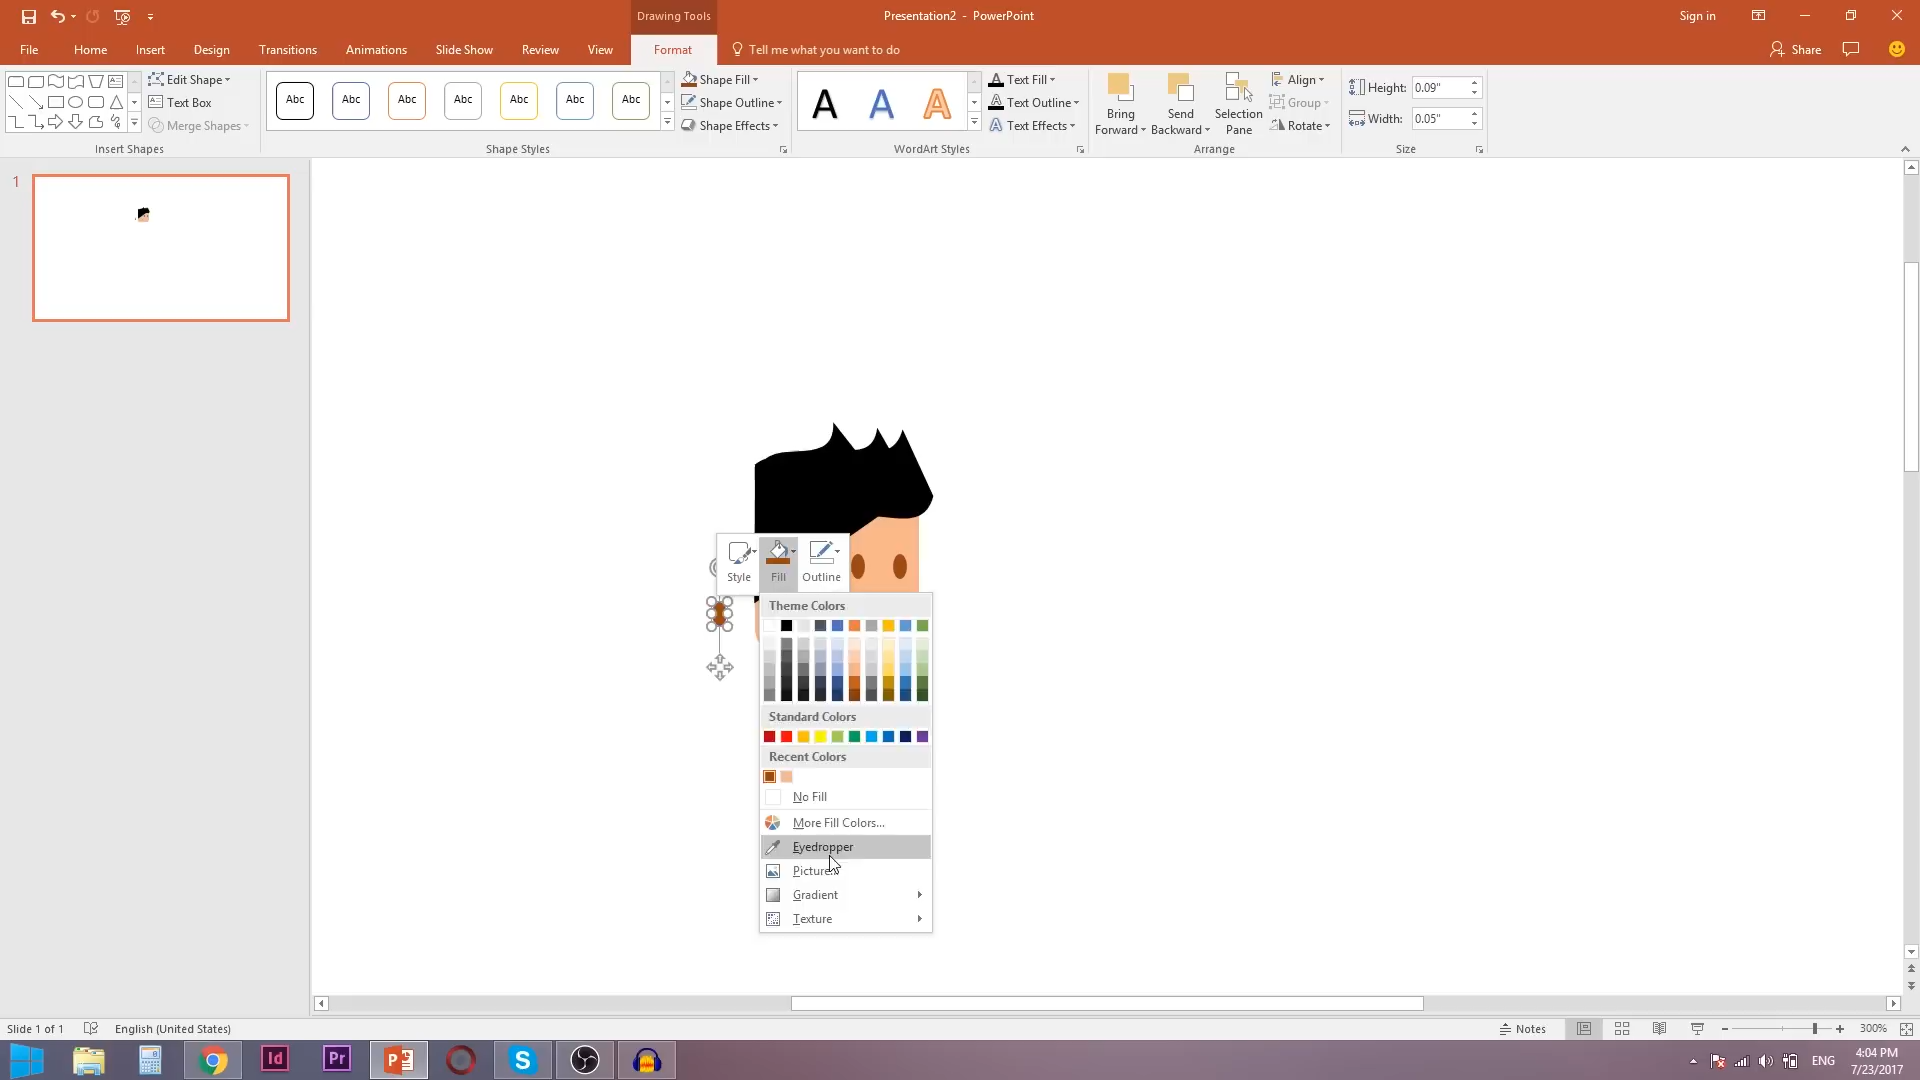 Drawing Tools
Presentation2 - PowerPoint
Sign in
File
Home
Insert
Design
Transitions
Animations
Slide Show
Review
View
Format
Tell me what you want to do
Share
Edit Shape
Text Box
Merge Shapes
Insert Shapes
Abc
Abc
Abc
Abc
Abc
Abc
Abc
Shape Styles
Shape Fill
Shape Outline
Shape Effects
A
A
A
WordArt Styles
A Text Fill
A Text Outline
A Text Effects
Bring
Forward
Send
Backward
Selection
Pane
Align
Group
Rotate
Arrange
Height: 0.09"
Width: 0.05"
Size
1
Style
Fill
Outline
Theme Colors
Standard Colors
Recent Colors
No Fill
More Fill Colors...
Eyedropper
Picture
Gradient
Texture
Slide 1 of 1
English (United States)
Notes
300%
Id
Pr
P
S
ENG
4:04 PM
7/23/2017